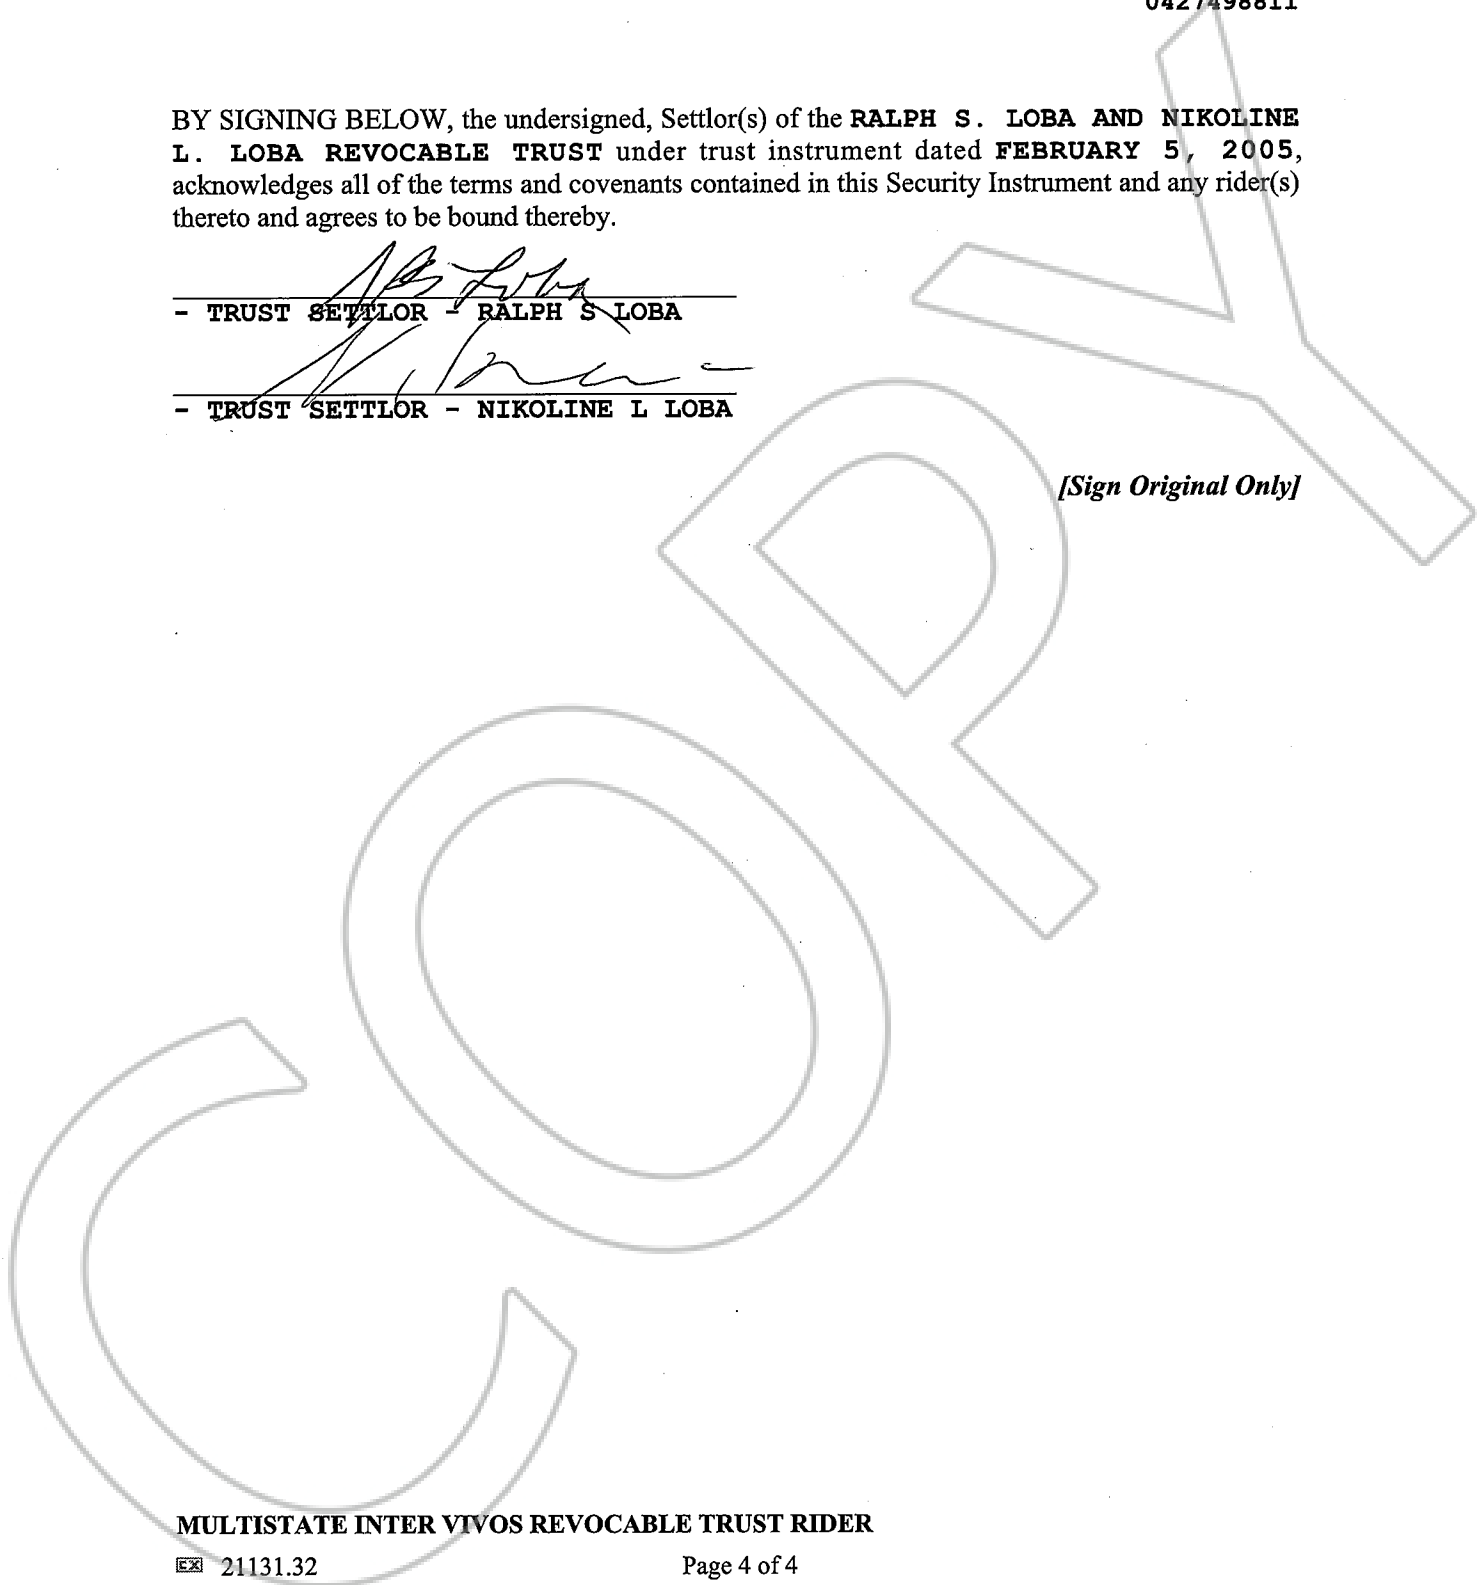 0427498811
BY SIGNING BELOW, the undersigned, Settlor(s) of the RALPH S. LOBA AND NIKOLINE
L. LOBA REVOCABLE TRUST under trust instrument dated FEBRUARY 5, 2005,
acknowledges all of the terms and covenants contained in this Security Instrument and any rider(s)
thereto and agrees to be bound thereby.
- TRUST SETTLOR - RALPH S LOBA
- TRUST SETTLOR - NIKOLINE L LOBA
[Sign Original Only]
COPY
MULTISTATE INTER VIVOS REVOCABLE TRUST RIDER
CX 21131.32 Page 4 of 4